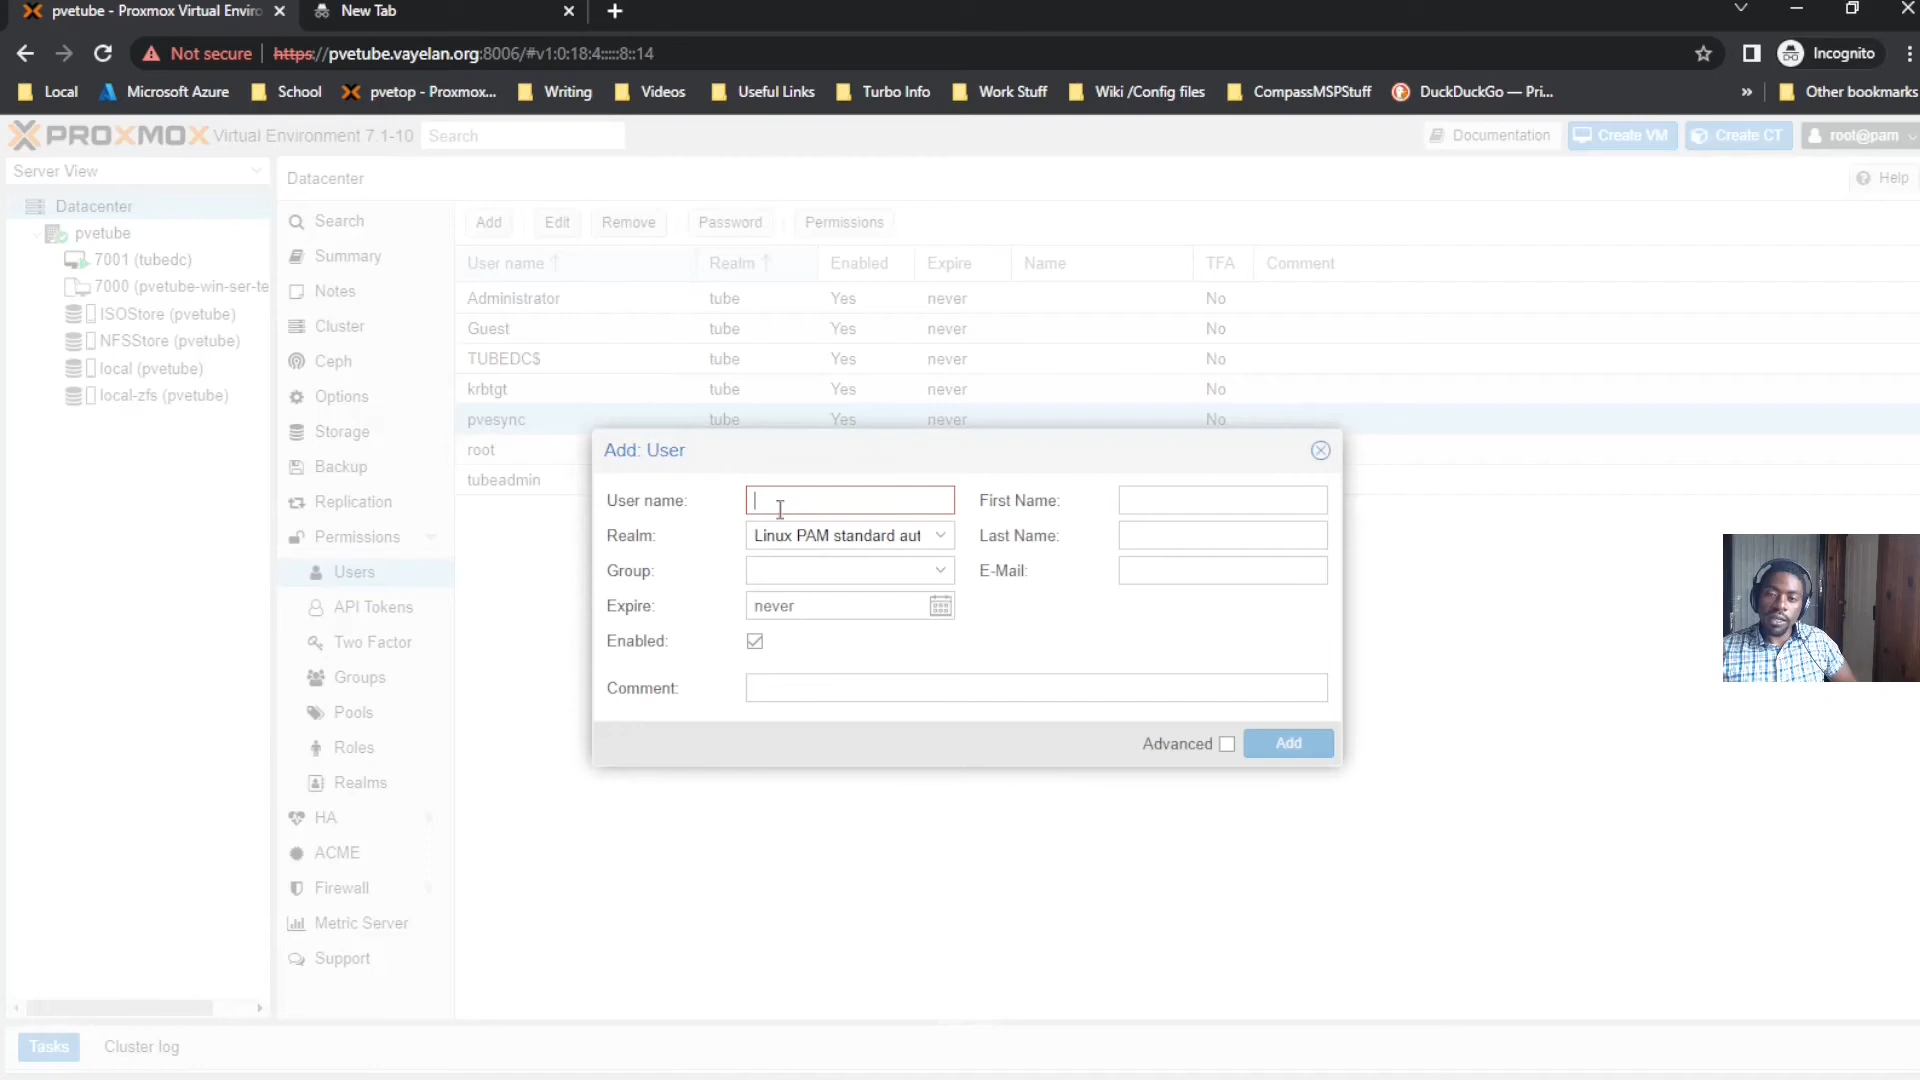 pvetube - Proxmox Virtual Enviro
New Tab
Not secure
https://pvetube.vayelan.org:8006/#v1:0:18:4:::::8::14
Incognito
Local
Microsoft Azure
School
pvetop - Proxmox...
Writing
Videos
Useful Links
Turbo Info
Work Stuff
Wiki /Config files
CompassMSPStuff
DuckDuckGo — Pri...
»
Other bookmarks
PROXMOX Virtual Environment 7.1-10
Search
Documentation
Create VM
Create CT
root@pam
Server View
Datacenter
pvetube
7001 (tubedc)
7000 (pvetube-win-ser-te
ISOStore (pvetube)
NFSStore (pvetube)
local (pvetube)
local-zfs (pvetube)
Datacenter
Help
Search
Summary
Notes
Cluster
Ceph
Options
Storage
Backup
Replication
Permissions
Users
API Tokens
Two Factor
Groups
Pools
Roles
Realms
HA
ACME
Firewall
Metric Server
Support
Add
Edit
Remove
Password
Permissions
User name ↑ Realm ↑ Enabled Expire Name TFA Comment
Administrator tube Yes never No
Guest tube Yes never No
TUBEDC$ tube Yes never No
krbtgt tube Yes never No
pvesync tube Yes never No
root
tubeadmin
Add: User
User name:
First Name:
Realm: Linux PAM standard aut
Last Name:
Group:
E-Mail:
Expire: never
Enabled:
Comment:
Advanced
Add
Tasks
Cluster log